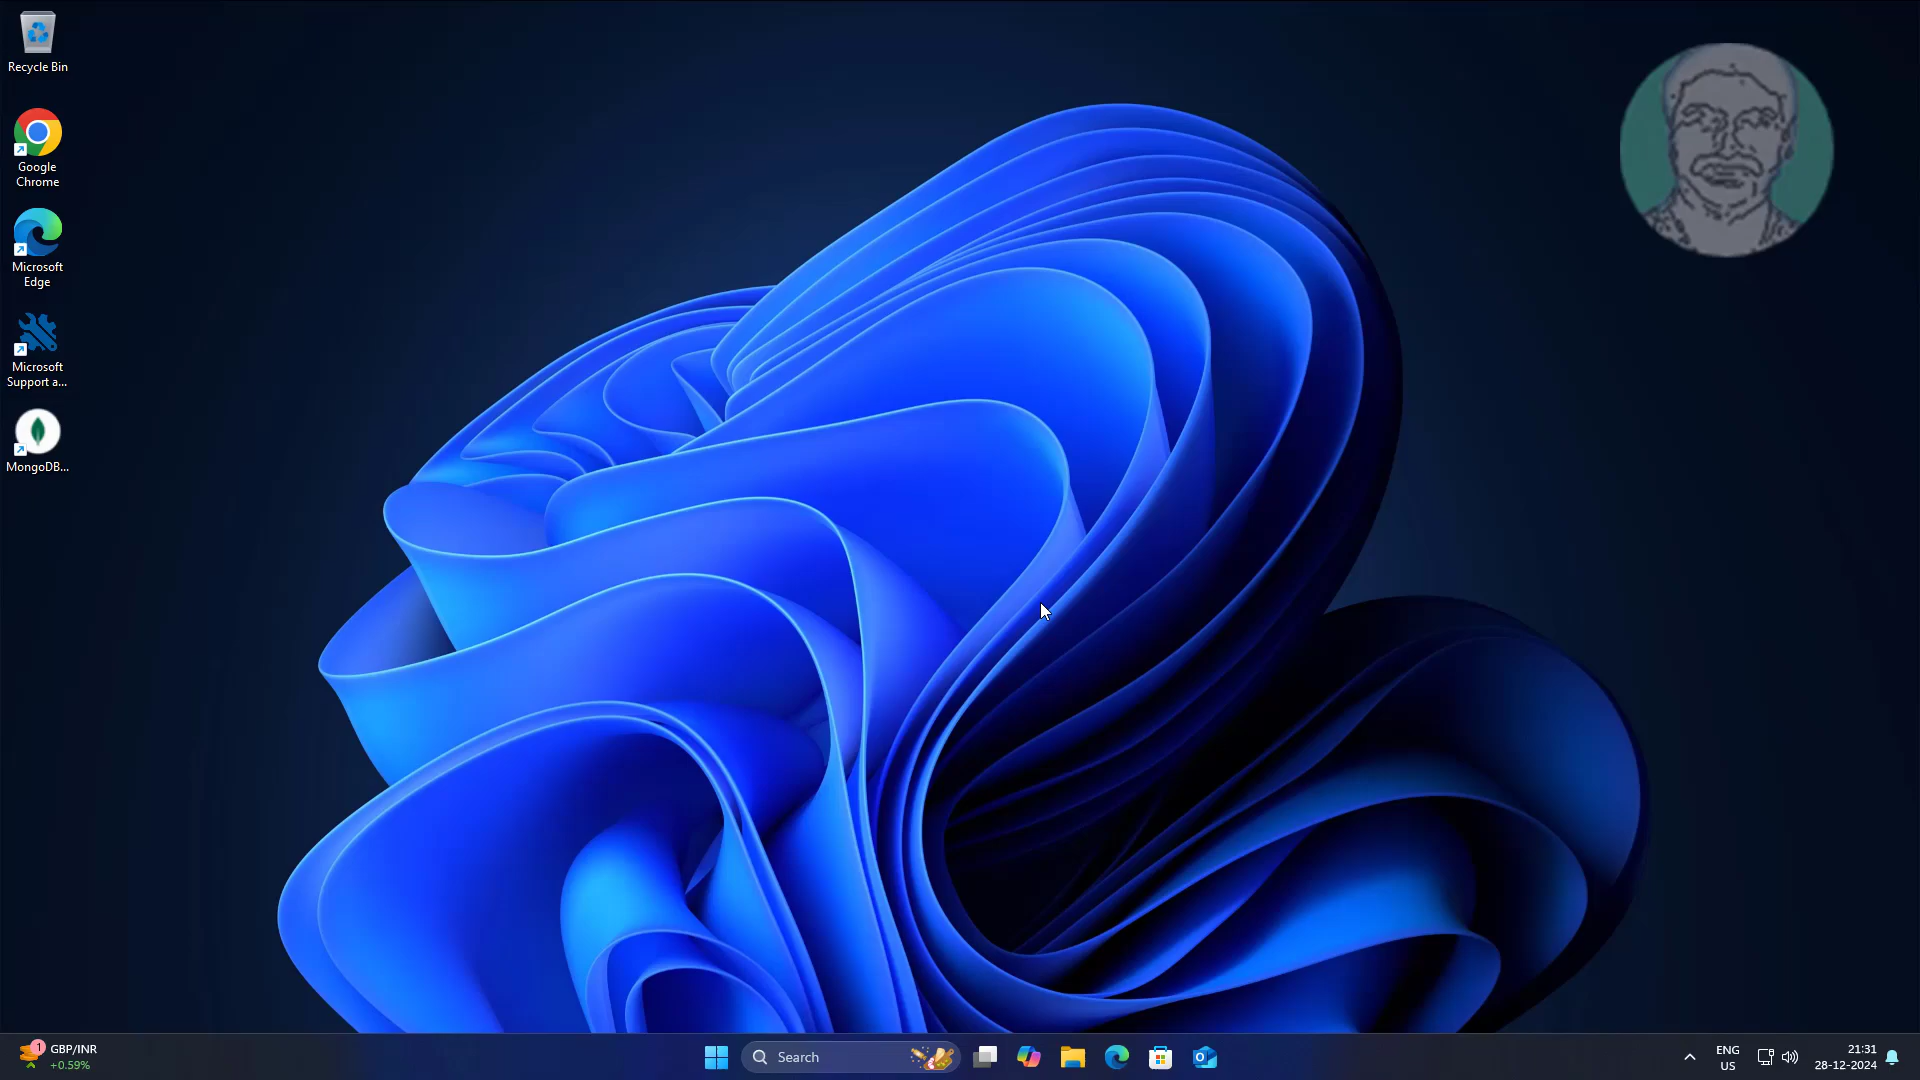 Recycle Bin
Google
Chrome
Microsoft
Edge
Microsoft
Support a...
MongoDB...
1
GBP/INR
+0.59%
Search
ENG
US
21:31
28-12-2024